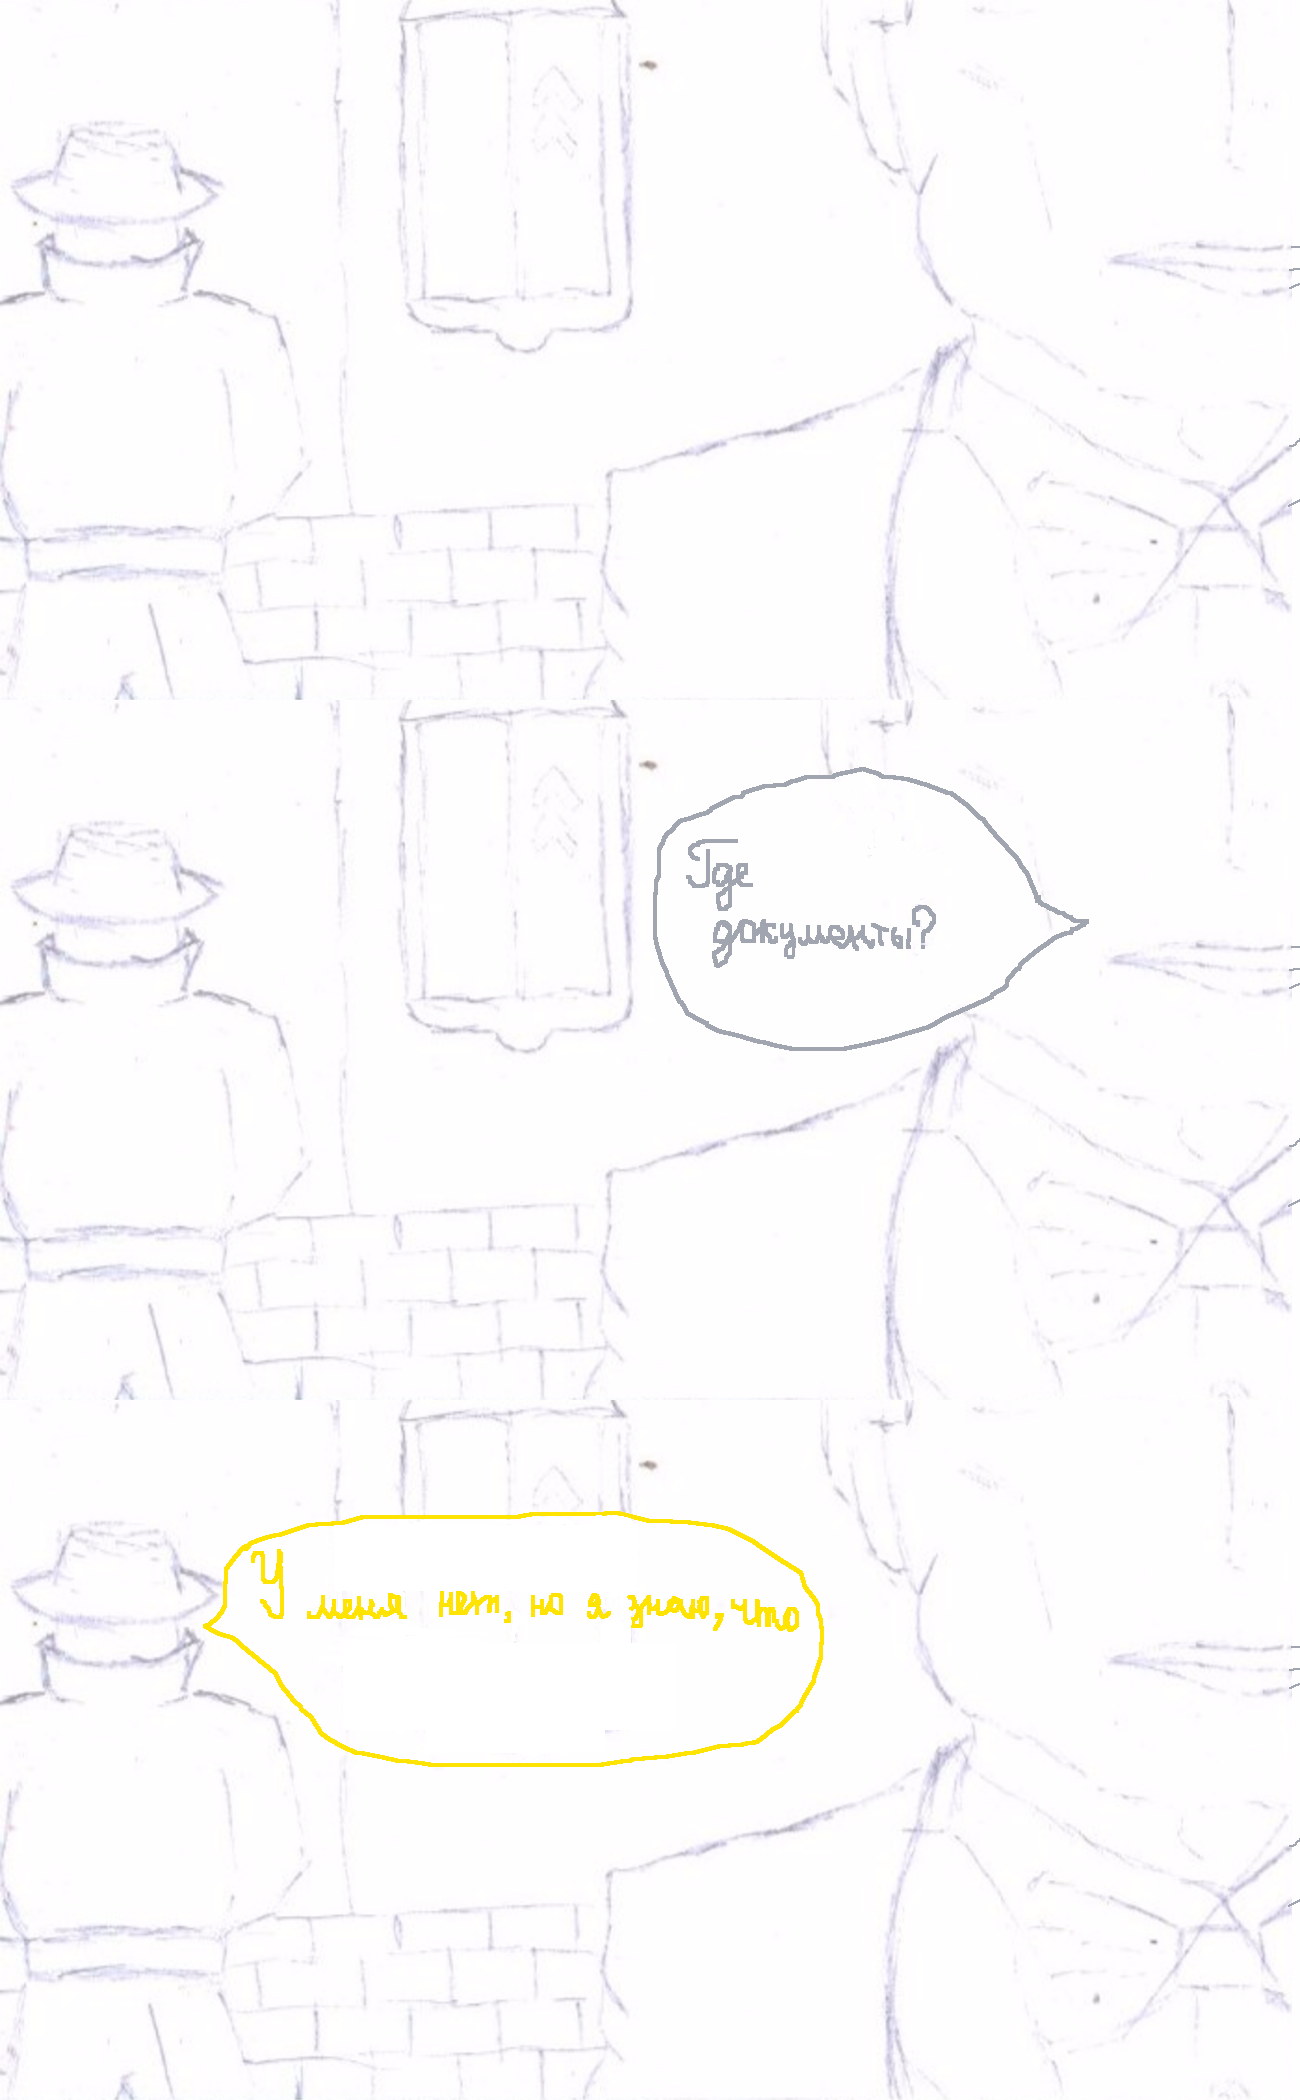 Где
документы?
У меня нет, но я знаю, что